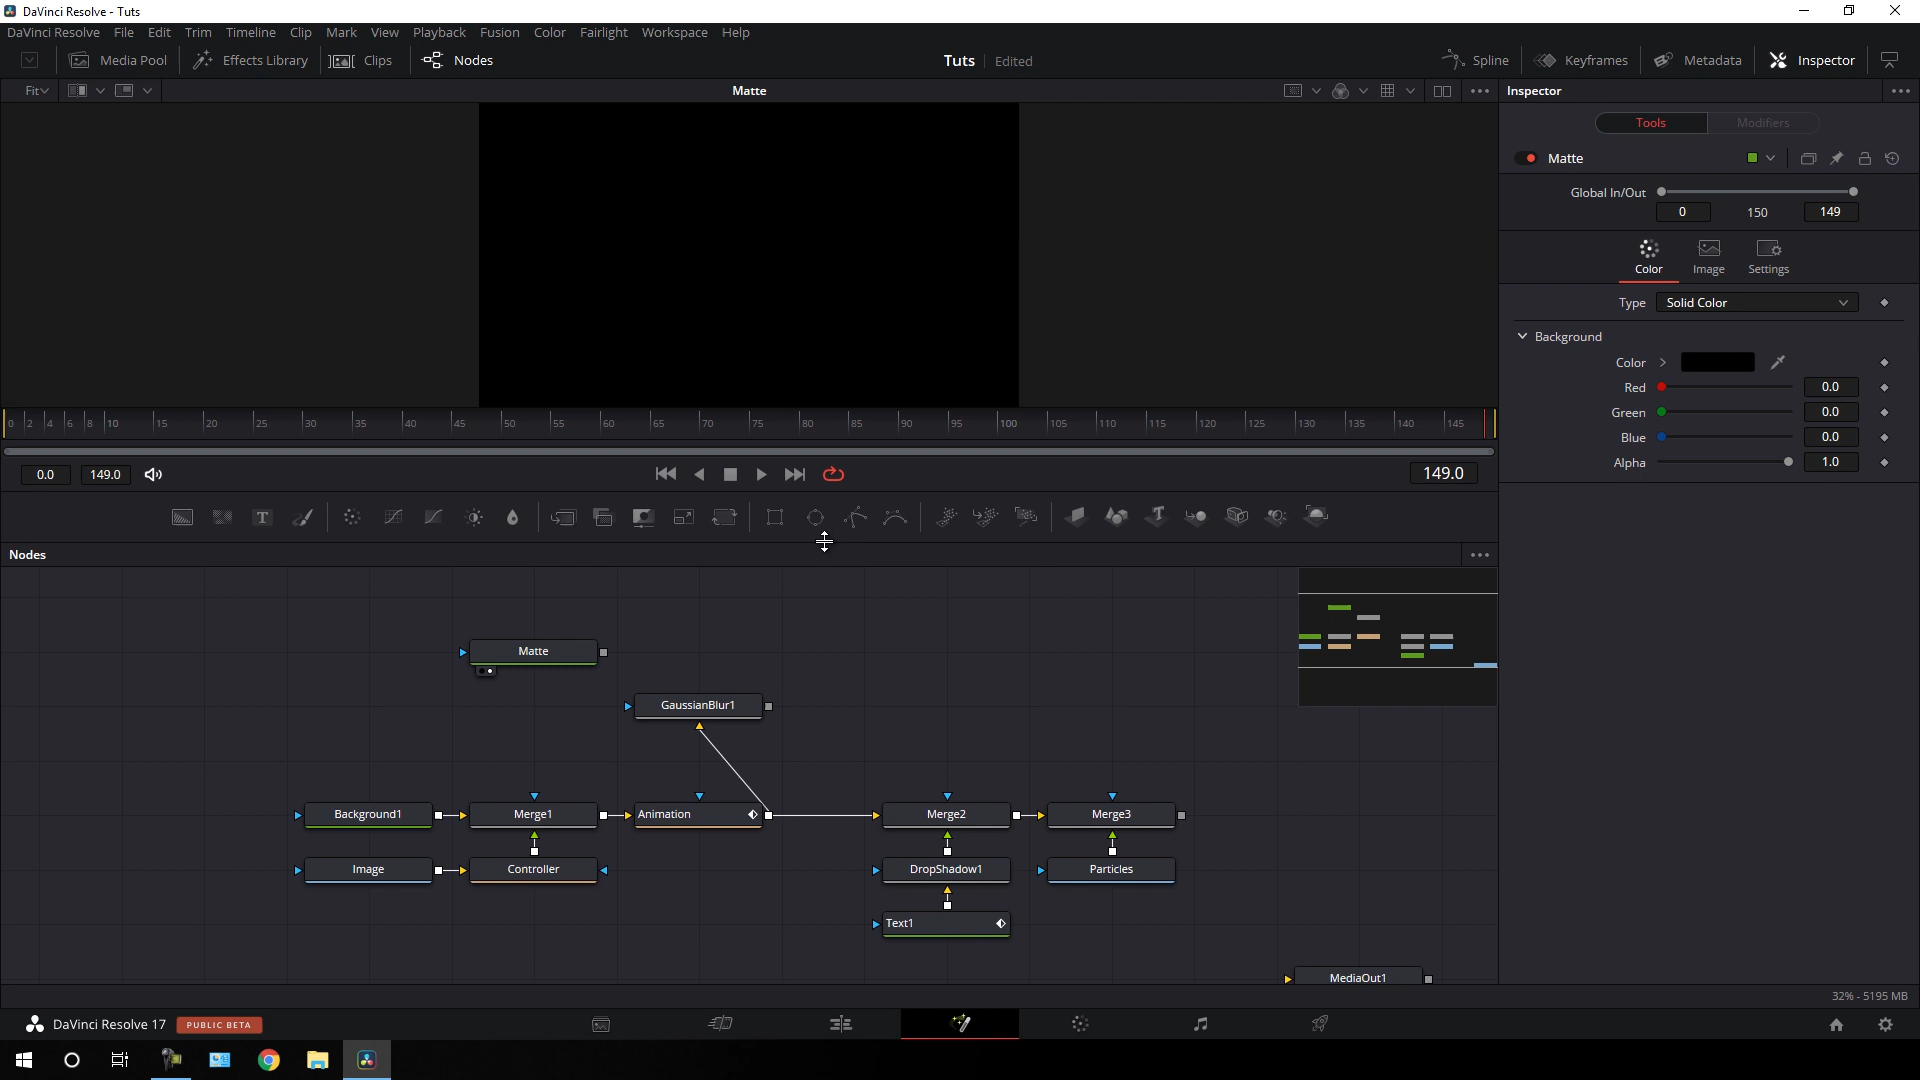 DaVinci Resolve - Tuts
DaVinci Resolve File Edit Trim Timeline Clip Mark View Playback Fusion Color Fairlight Workspace Help
Media Pool Effects Library Clips Nodes Tuts Edited Spline Keyframes Metadata Inspector
Fit Matte Inspector
Tools Modifiers
Matte
Global In/Out
0 150 149
Color Image Settings
Type Solid Color
Background
Color
Red 0.0
Green 0.0
Blue 0.0
Alpha 1.0
0 2 4 6 8 10 15 20 25 30 35 40 45 50 55 60 65 70 75 80 85 90 95 100 105 110 115 120 125 130 135 140 145
0.0 149.0 149.0
T T
Nodes
Matte
GaussianBlur1
Background1 Merge1 Animation Merge2 Merge3
Image Controller DropShadow1 Particles
Text1
MediaOut1
32% - 5195 MB
DaVinci Resolve 17 PUBLIC BETA